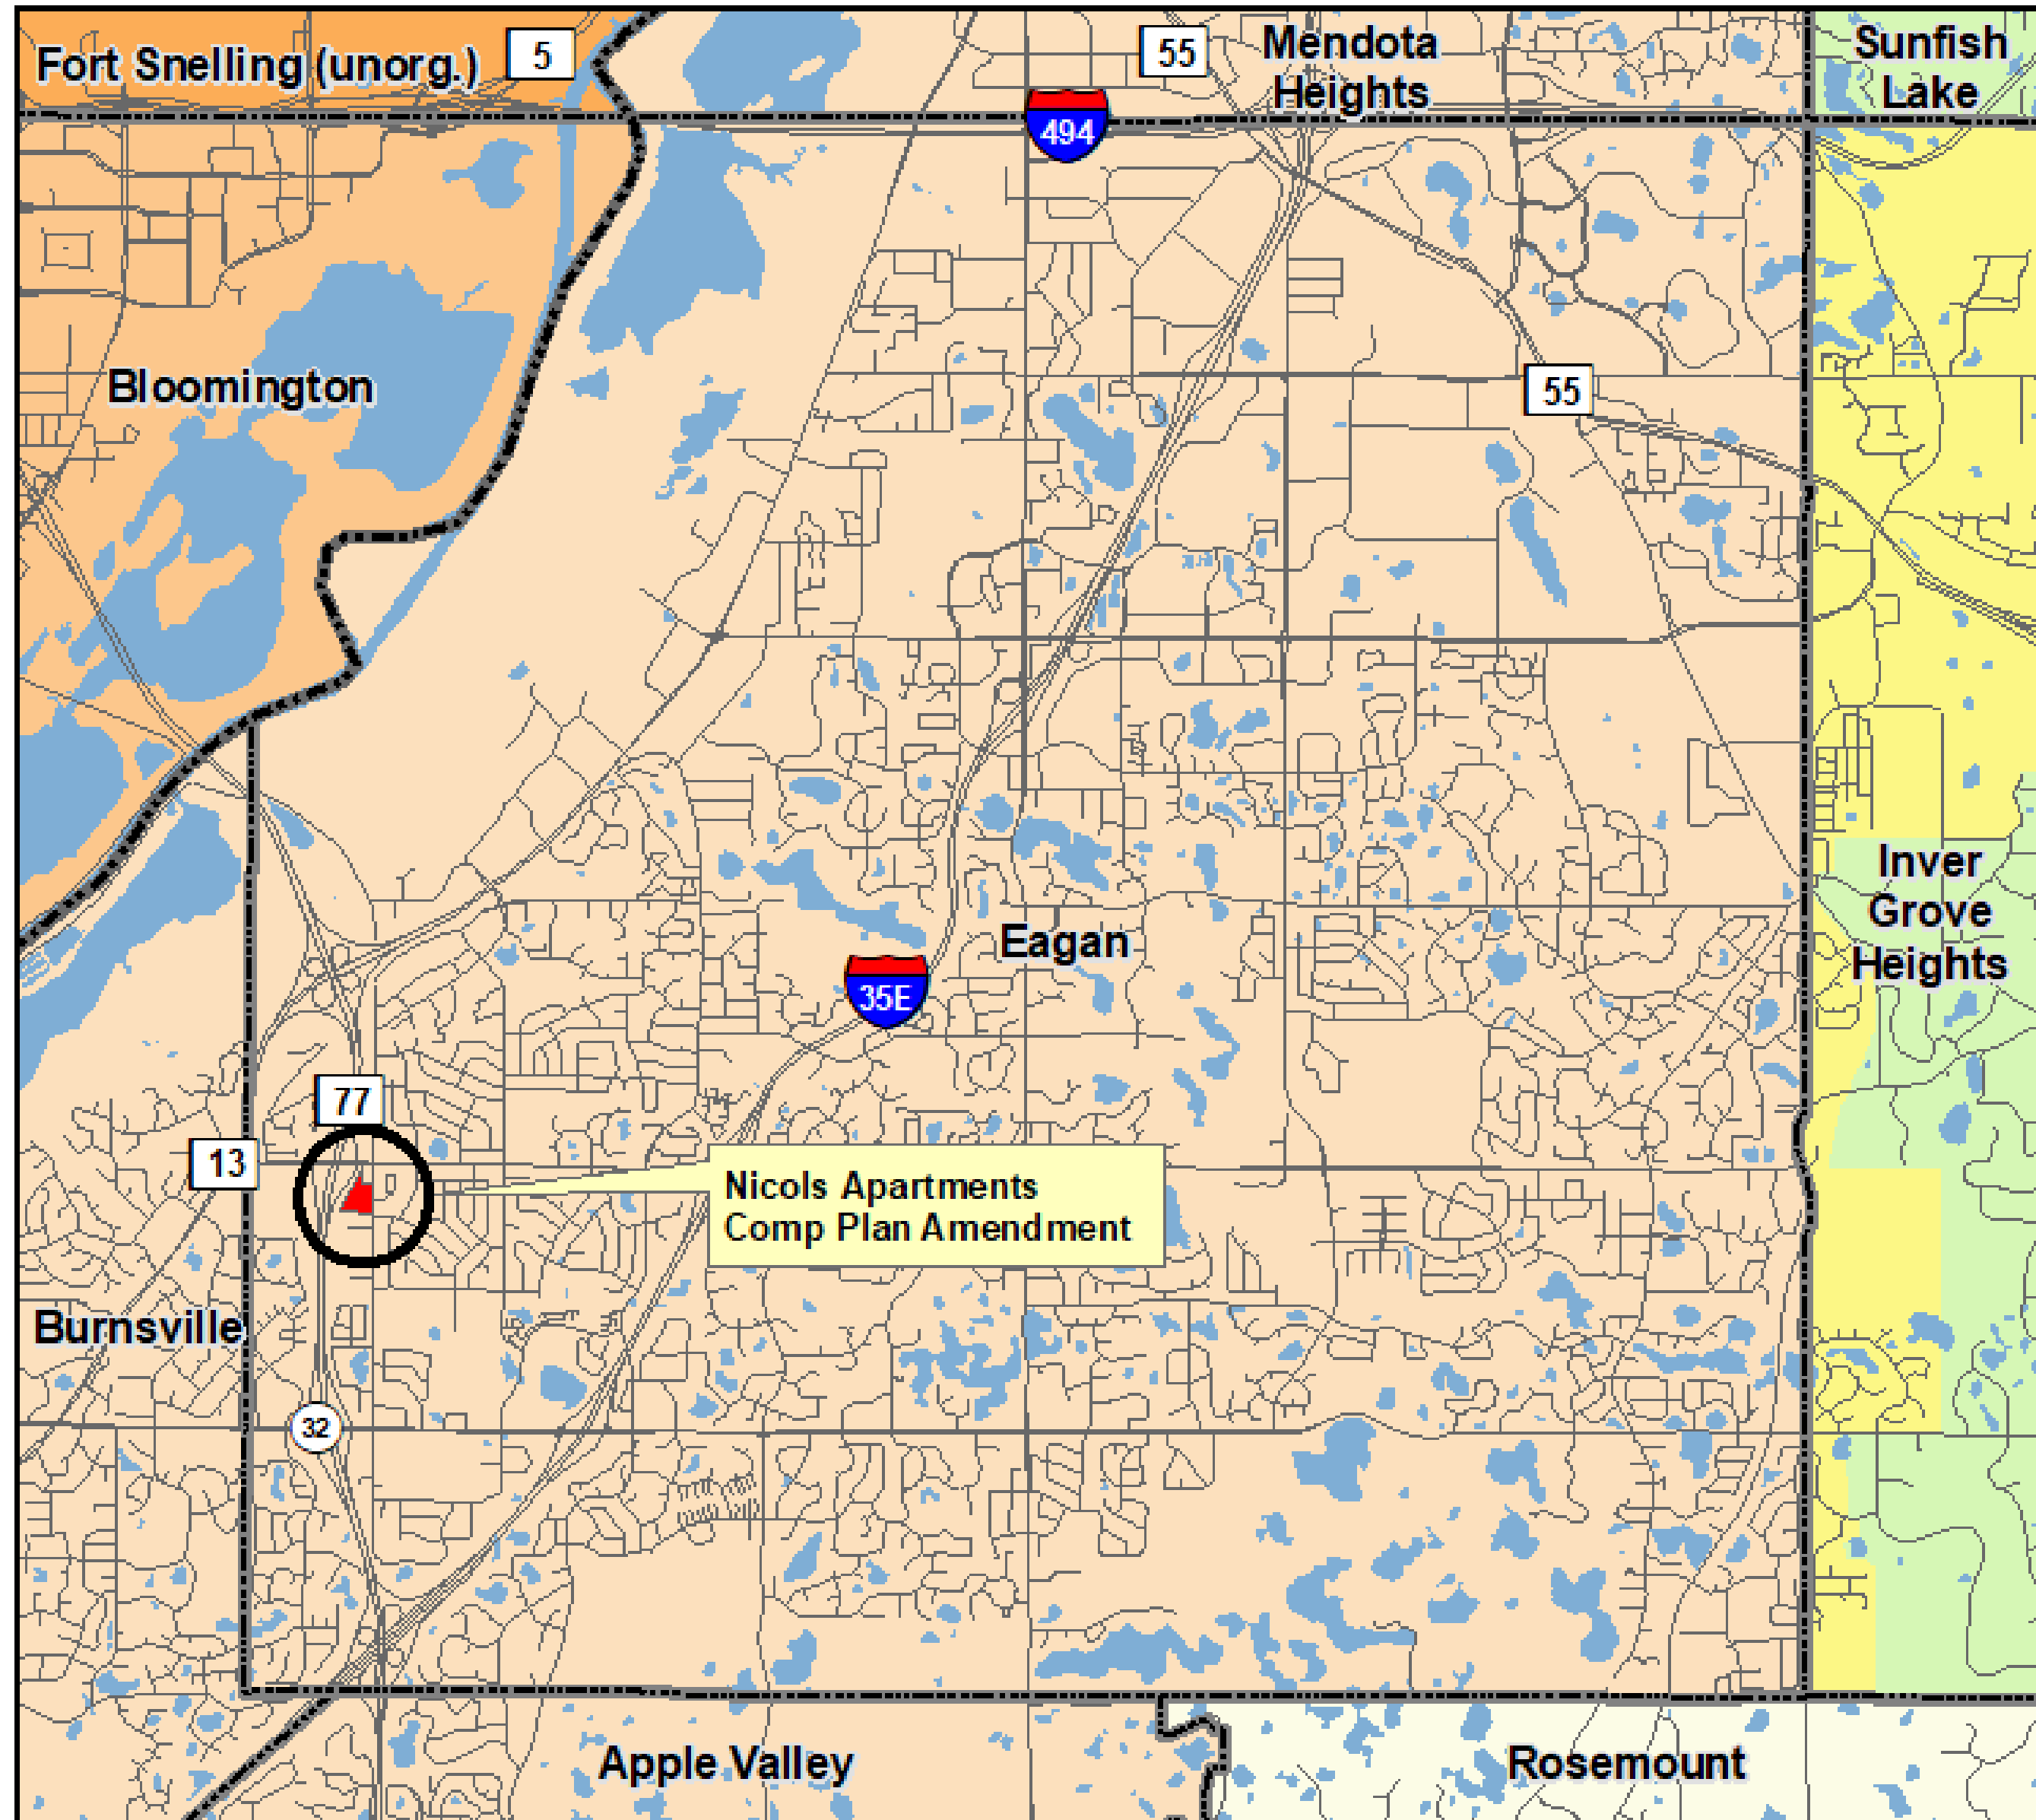 Fort Snelling (unorg.)
5
55
Mendota
Heights
Sunfish
Lake
494
Bloomington
55
Inver
Grove
Heights
Eagan
35E
77
13
Nicols Apartments
Comp Plan Amendment
Burnsville
32
Apple Valley
Rosemount